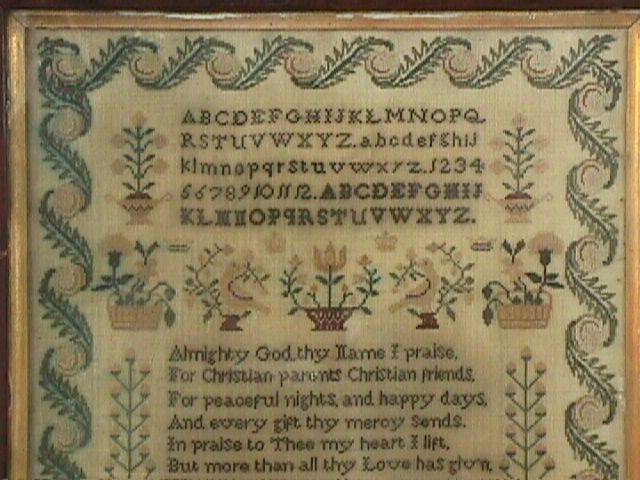 ABCDEFGHIJKLMNOPQ
RSTUVWXYZ.abcdefghij
klmnopqrstuvwxyz.1234
56789101112.ABCDEFGHIJ
KLMNOPQRSTUVWXYZ.
Almighty God, thy Name I praise,
For Christian parents Christian friends,
For peaceful nights, and happy days,
And every gift thy mercy sends.
In praise to Thee my heart I lift,
But more than all thy Love has giv'n,